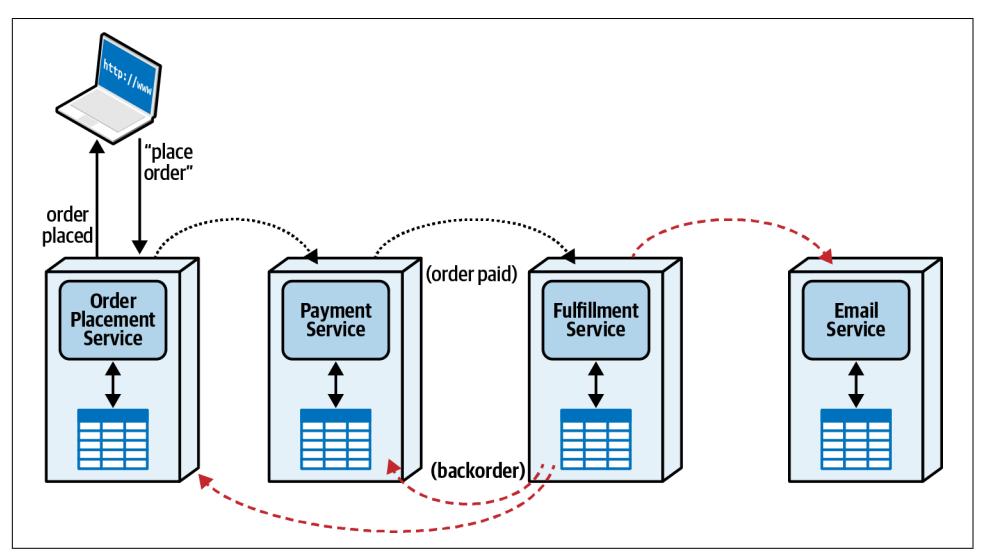 http://www
“place
order”
order
placed
(order paid)
Order
Placement
Service
Payment
Service
Fulfillment
Service
Email
Service
(backorder)